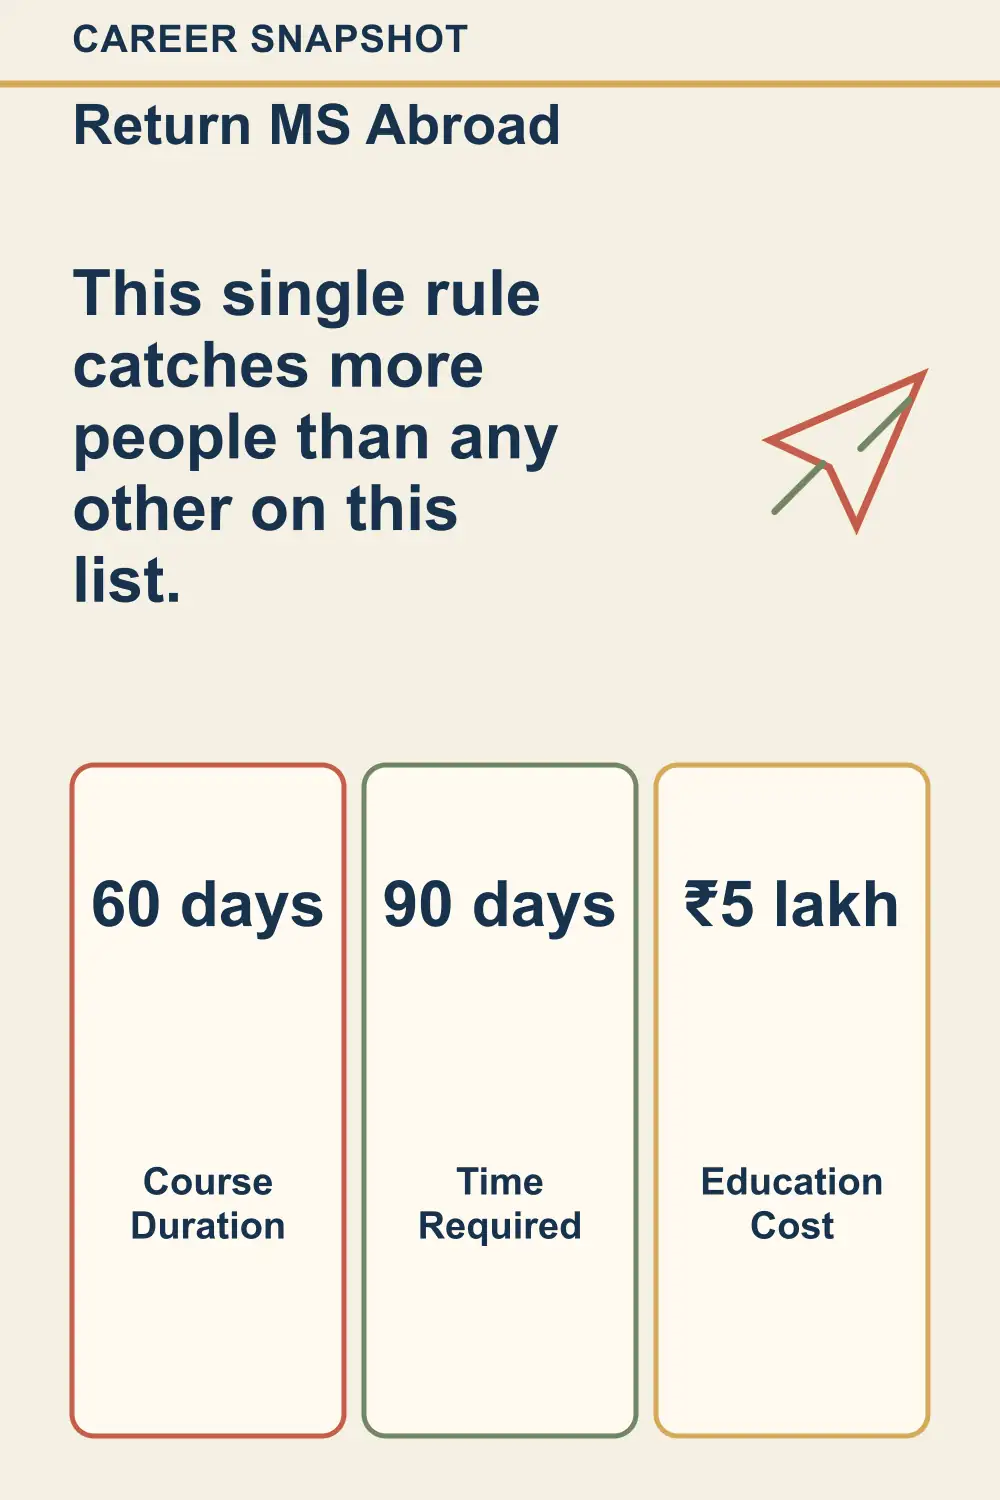 CAREER SNAPSHOT
Return MS Abroad
This single rule
catches more
people than any
other on this
list.
60 days
90 days
₹5 lakh
Course
Duration
Time
Required
Education
Cost